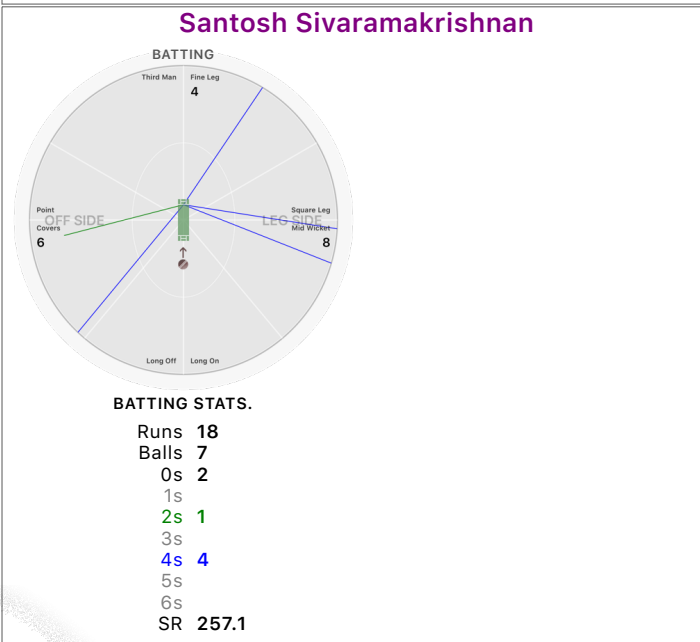 Santosh Sivaramakrishnan
BATTING
Third Man Fine Leg
4
Point Square Leg
OFF SIDE LEG SIDE
Covers Mid Wicket
6 8
Long Off Long On
BATTING STATS.
Runs 18
Balls 7
0s 2
1s
2s 1
3s
4s 4
5s
6s
SR 257.1